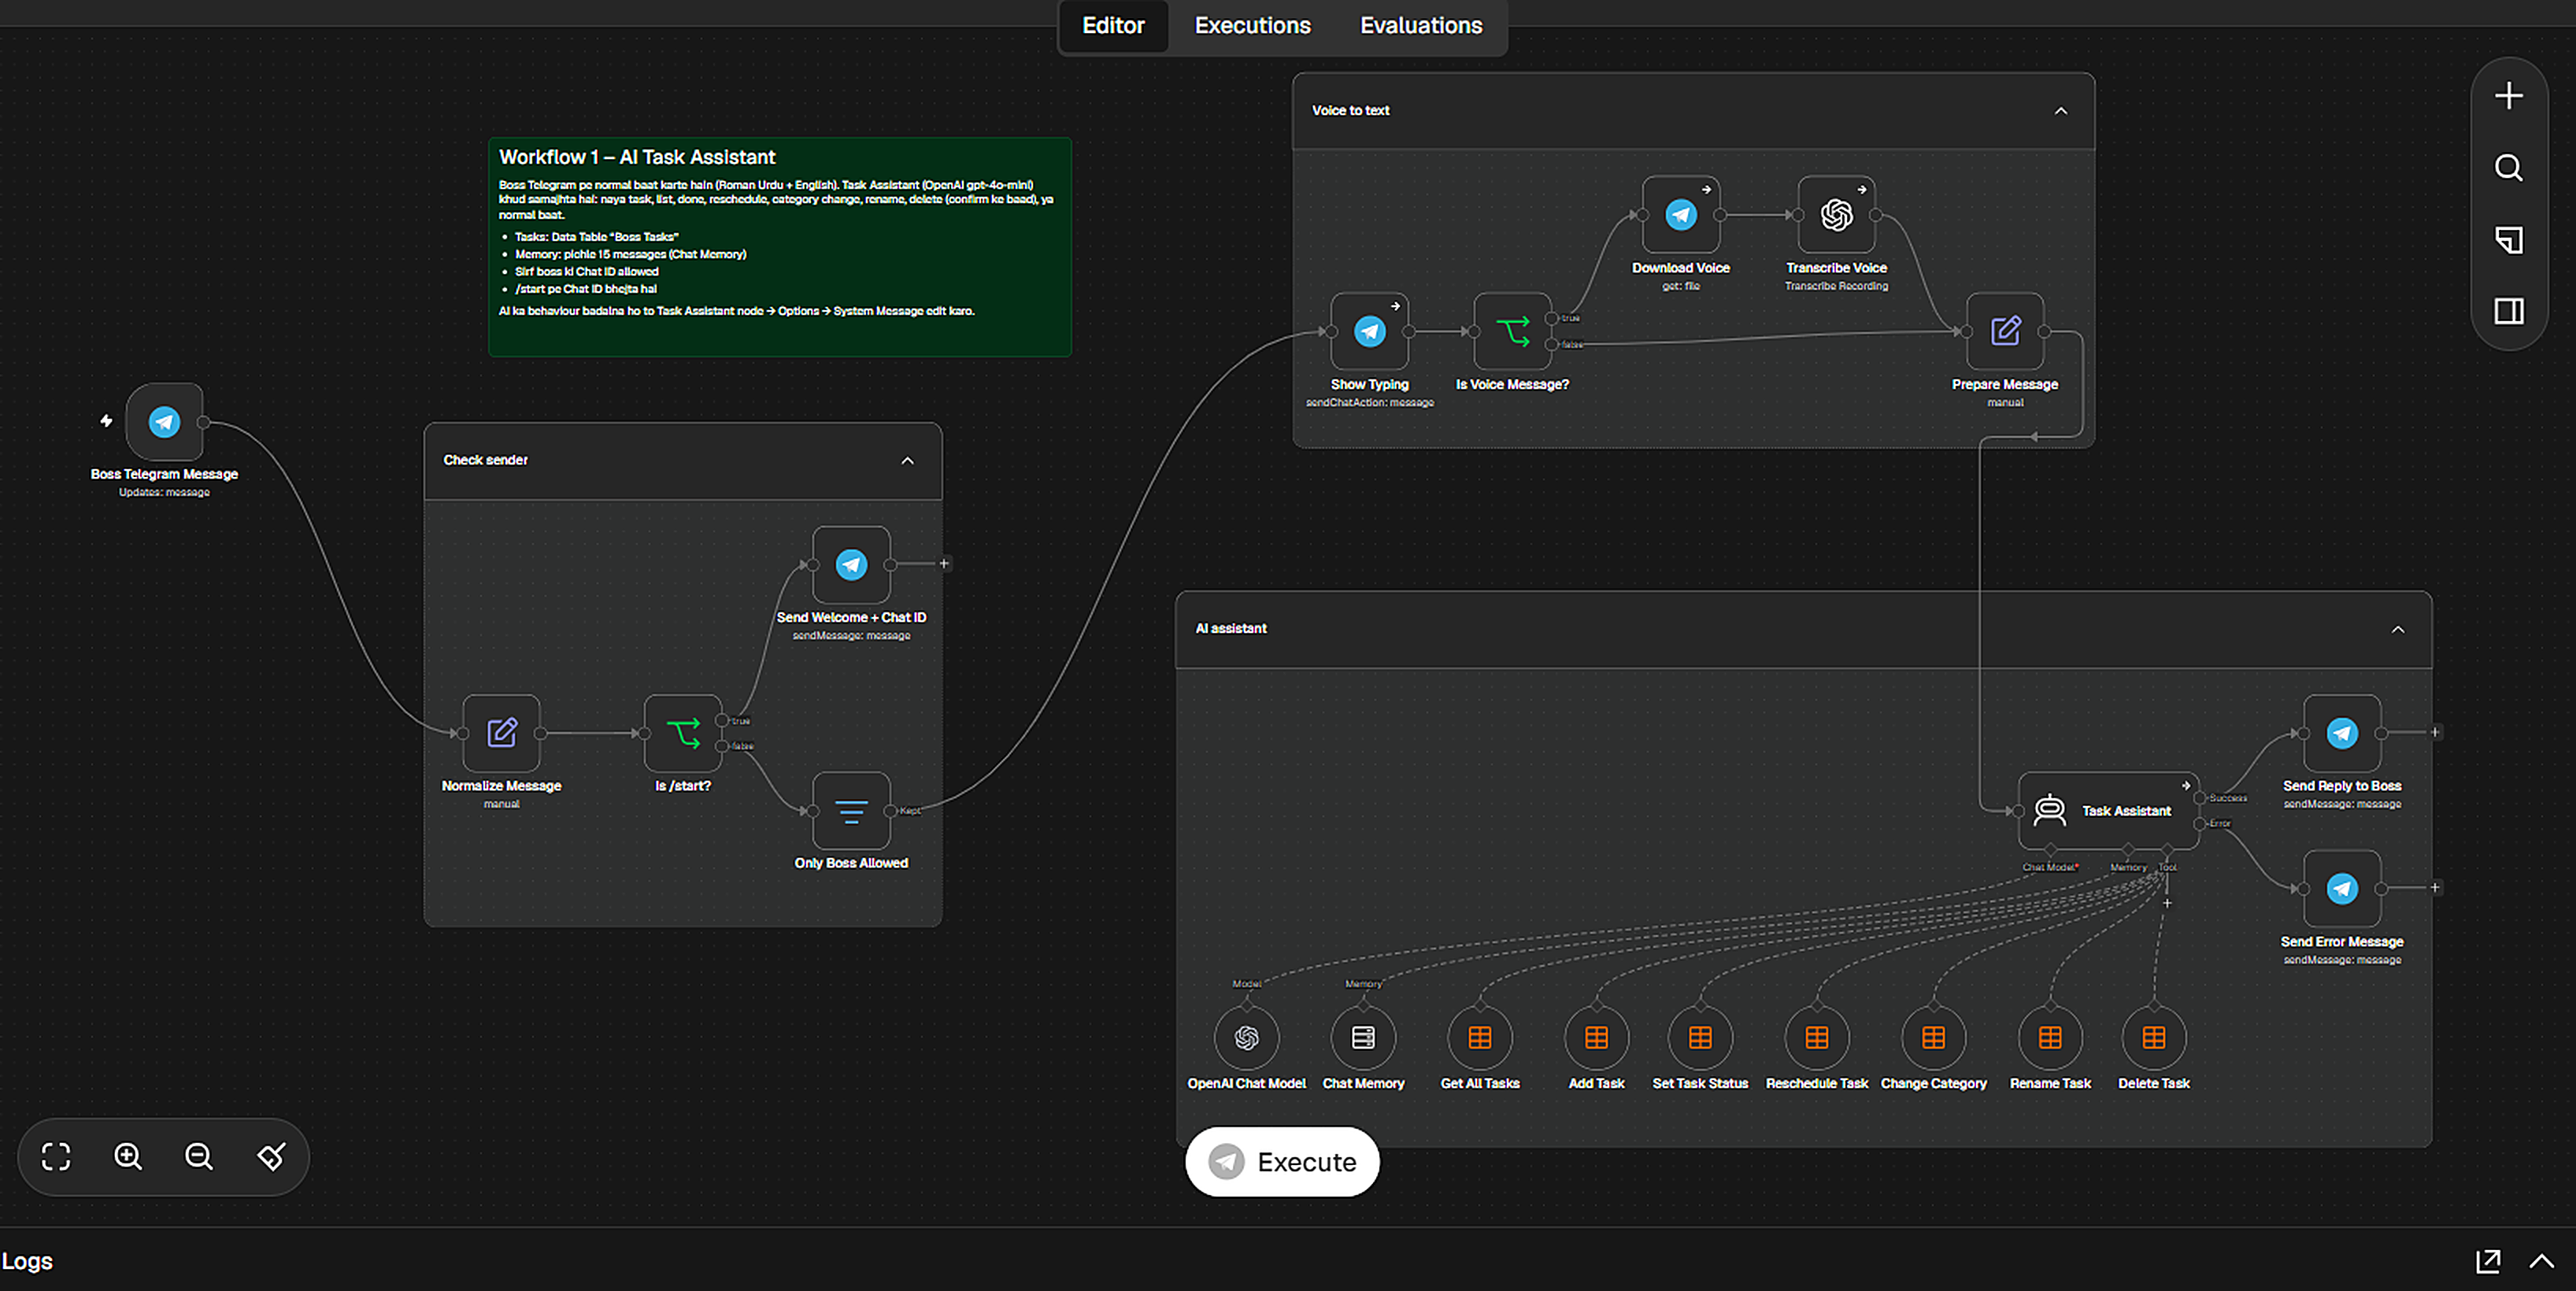 Editor
Executions
Evaluations
Voice to text
Workflow 1 – AI Task Assistant
Boss Telegram pe normal baat karte hain (Roman Urdu + English). Task Assistant (OpenAI gpt-4o-mini)
khud samajhta hai: naya task, list, done, reschedule, category change, rename, delete (confirm ke baad), ya
normal baat.
• Tasks: Data Table "Boss Tasks"
• Memory: pichle 15 messages (Chat Memory)
• Sirf boss ki Chat ID allowed
• /start pe Chat ID bhejta hai
AI ka behaviour badalna ho to Task Assistant node → Options → System Message edit karo.
Download Voice
get: file
Transcribe Voice
Transcribe Recording
true
false
Show Typing
sendChatAction: message
Is Voice Message?
Prepare Message
manual
Boss Telegram Message
Updates: message
Check sender
Send Welcome + Chat ID
sendMessage: message
AI assistant
true
false
Normalize Message
manual
Is /start?
Kept
Only Boss Allowed
Send Reply to Boss
sendMessage: message
Task Assistant
Success
Error
Chat Model*
Memory
Tool
Send Error Message
sendMessage: message
Model
Memory
OpenAI Chat Model
Chat Memory
Get All Tasks
Add Task
Set Task Status
Reschedule Task
Change Category
Rename Task
Delete Task
Execute
Logs